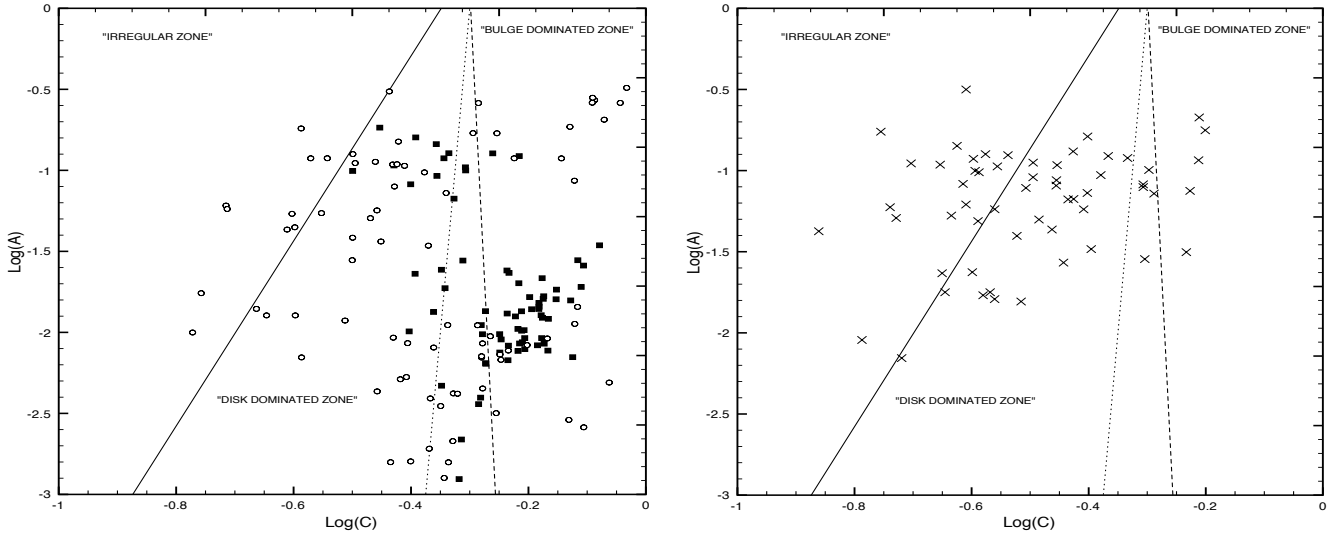 0
-0.5
-1
-1.5
-2
-2.5
-3
Log(A)
"IRREGULAR ZONE"
"BULGE DOMINATED ZONE"
"DISK DOMINATED ZONE"
-1
-0.8
-0.6
-0.4
-0.2
0
Log(C)
0
-0.5
-1
-1.5
-2
-2.5
-3
Log(A)
"IRREGULAR ZONE"
"BULGE DOMINATED ZONE"
"DISK DOMINATED ZONE"
-1
-0.8
-0.6
-0.4
-0.2
0
Log(C)